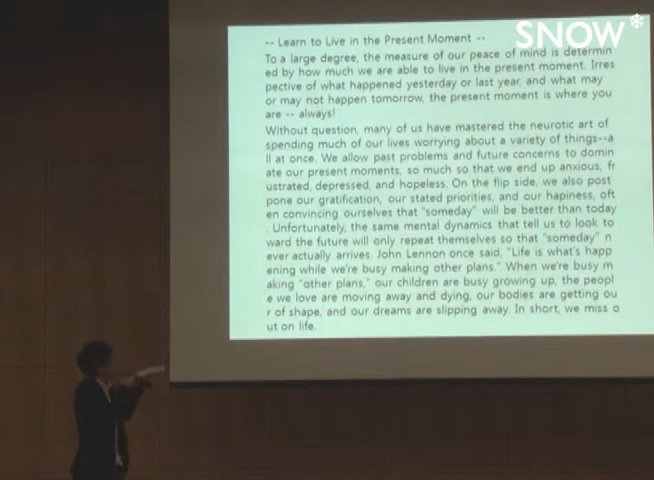 SNOW
-- Learn to Live in the Present Moment --
To a large degree, the measure of our peace of mind is determin
ed by how much we are able to live in the present moment. Irres
pective of what happened yesterday or last year, and what may
or may not happen tomorrow, the present moment is where you
are -- always!
Without question, many of us have mastered the neurotic art of
spending much of our lives worrying about a variety of things--a
ll at once. We allow past problems and future concerns to domin
ate our present moments, so much so that we end up anxious, fr
ustrated, depressed, and hopeless. On the flip side, we also post
pone our gratification, our stated priorities, and our hapiness, oft
en convincing ourselves that "someday" will be better than today
. Unfortunately, the same mental dynamics that tell us to look to
ward the future will only repeat themselves so that "someday" n
ever actually arrives. John Lennon once said, "Life is what's happ
ening while we're busy making other plans." When we're busy m
aking "other plans," our children are busy growing up, the peopl
e we love are moving away and dying, our bodies are getting ou
r of shape, and our dreams are slipping away. In short, we miss o
ut on life.